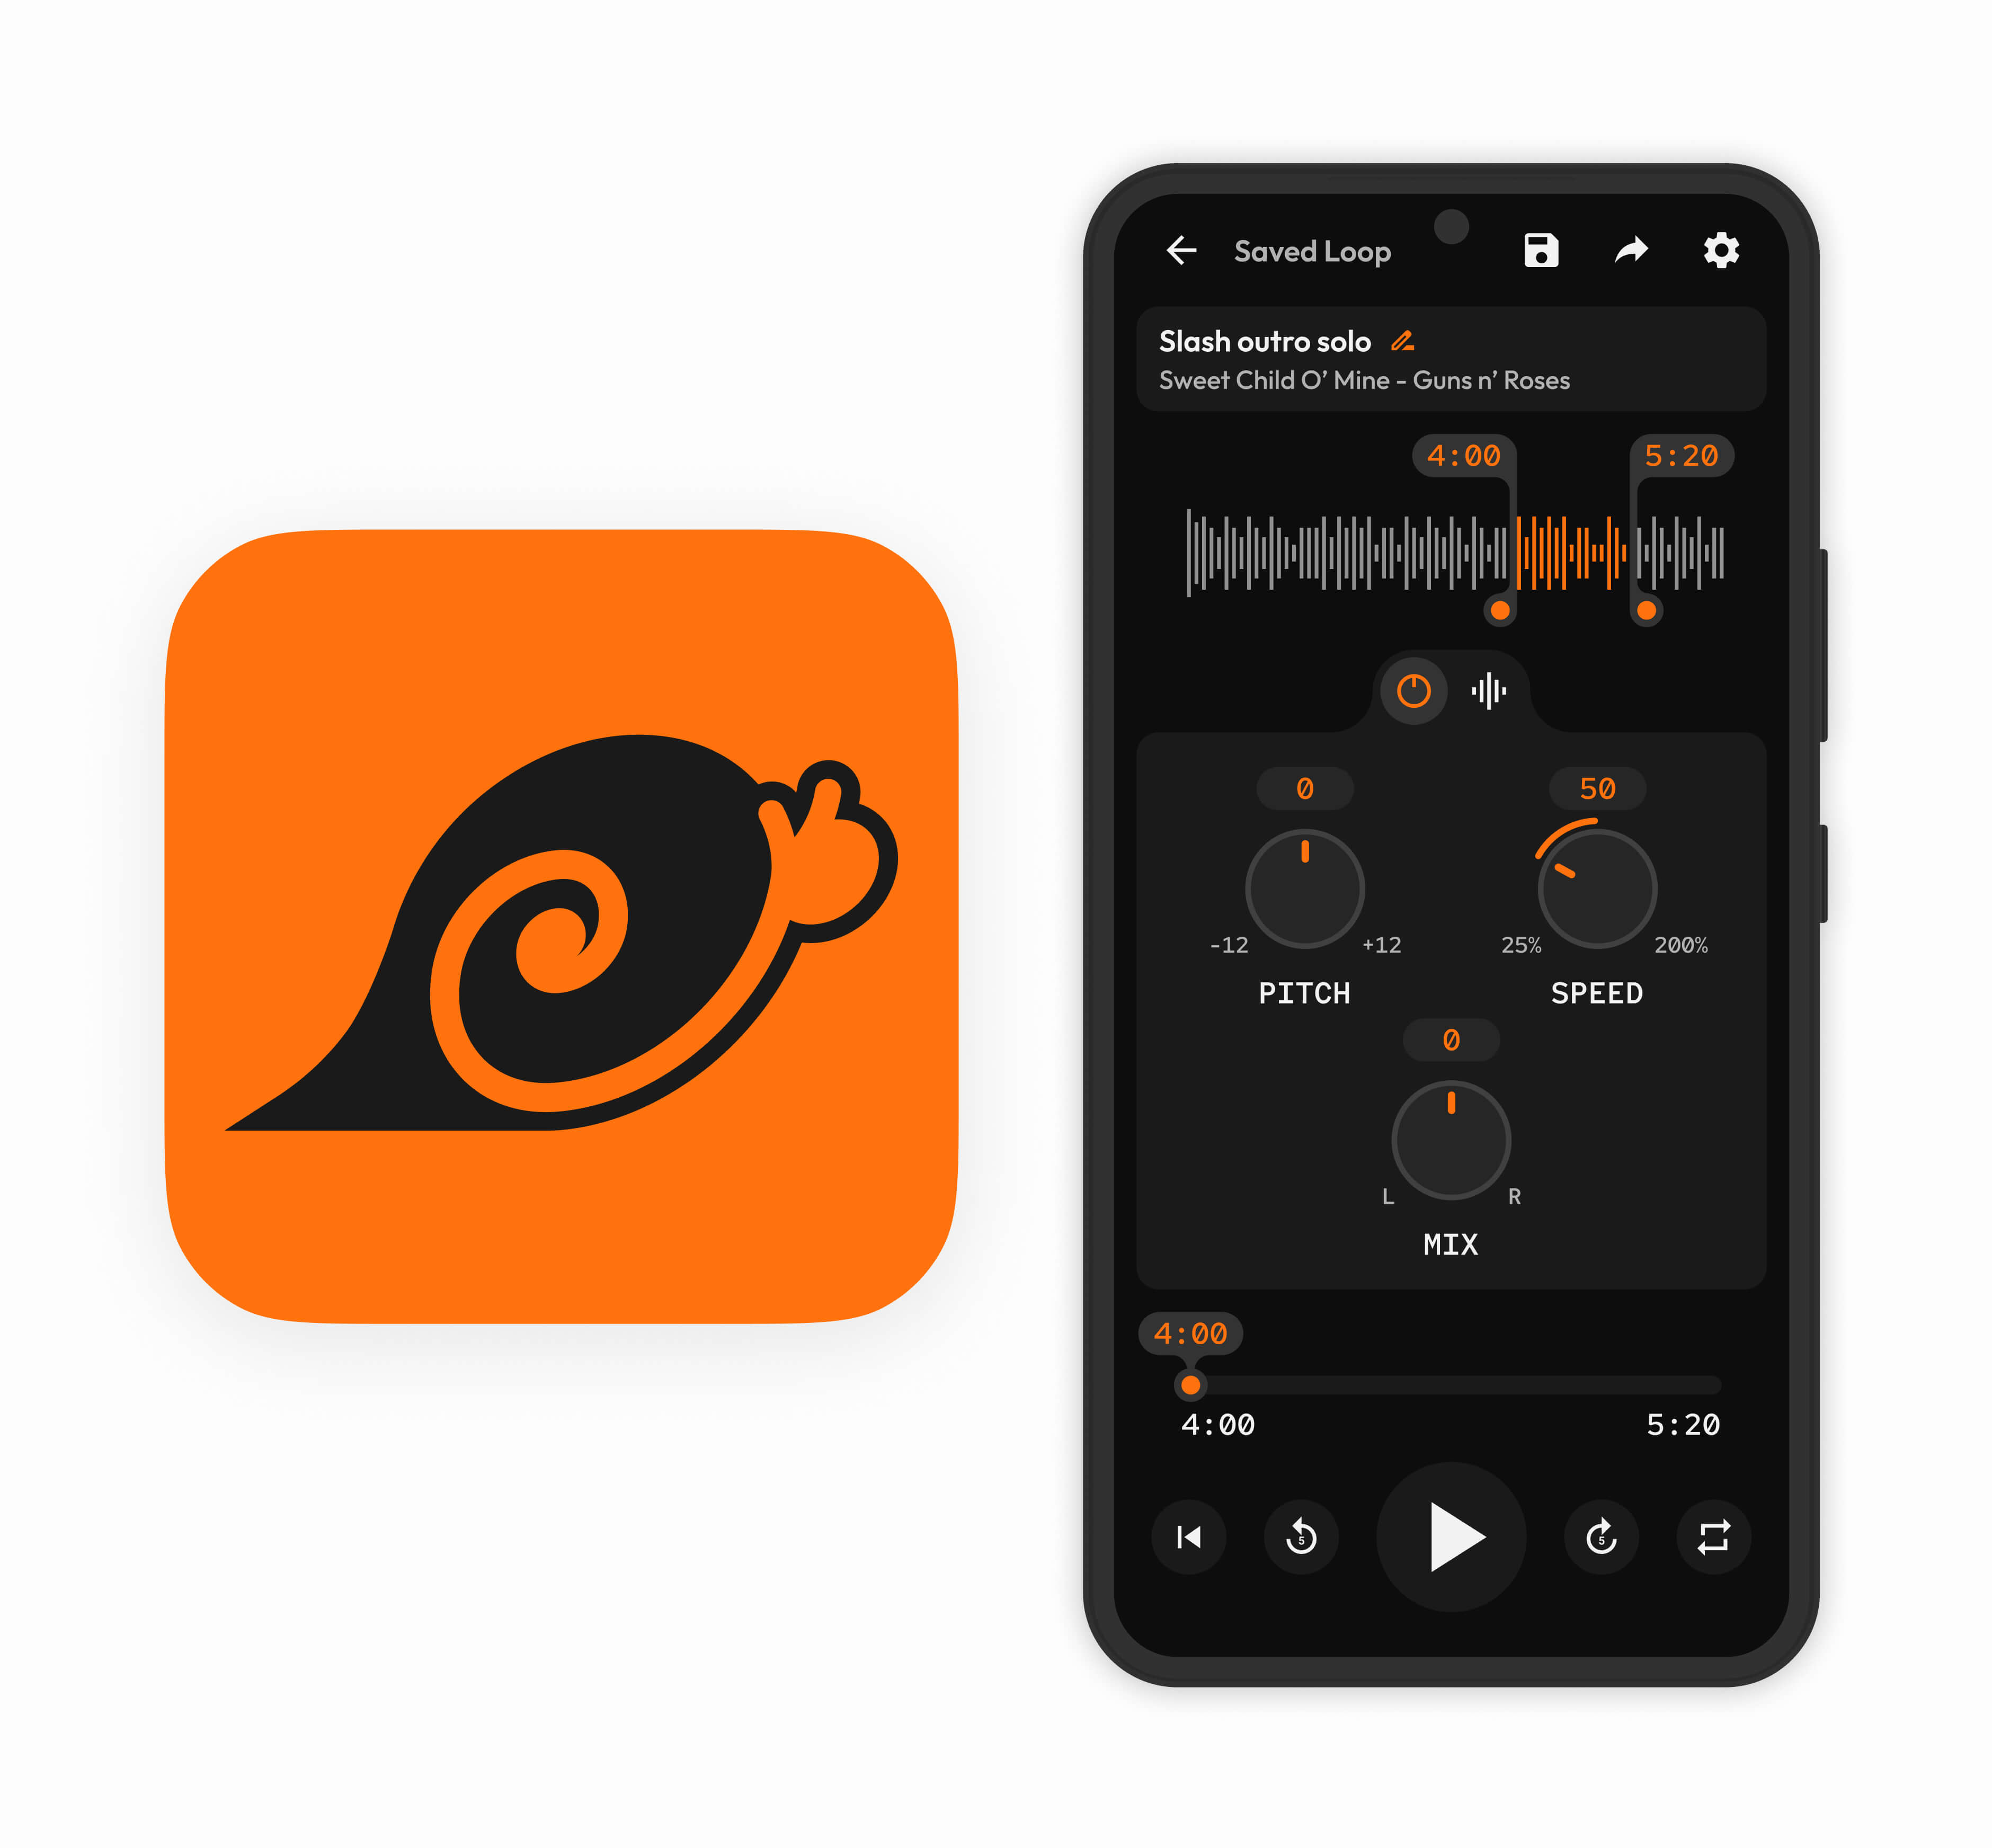 Saved Loop
Slash outro solo
Sweet Child O’ Mine - Guns n’ Roses
4:00 5:20
0 50
-12 +12 25% 200%
PITCH SPEED
0
L R
MIX
4:00
4:00 5:20
5 5